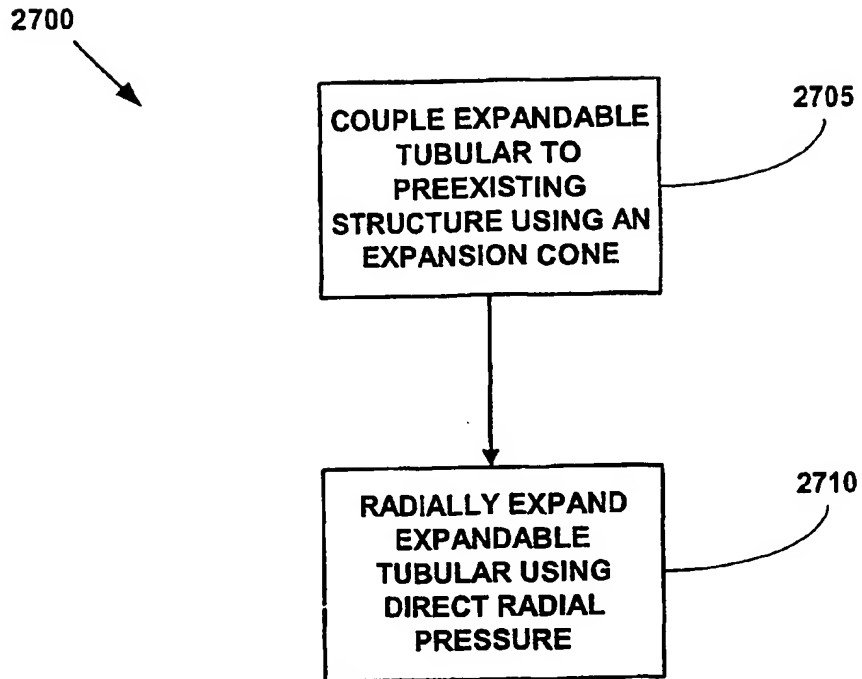 2700
COUPLE EXPANDABLE
TUBULAR TO
PREEXISTING
STRUCTURE USING AN
EXPANSION CONE
2705
RADIALLY EXPAND
EXPANDABLE
TUBULAR USING
DIRECT RADIAL
PRESSURE
2710